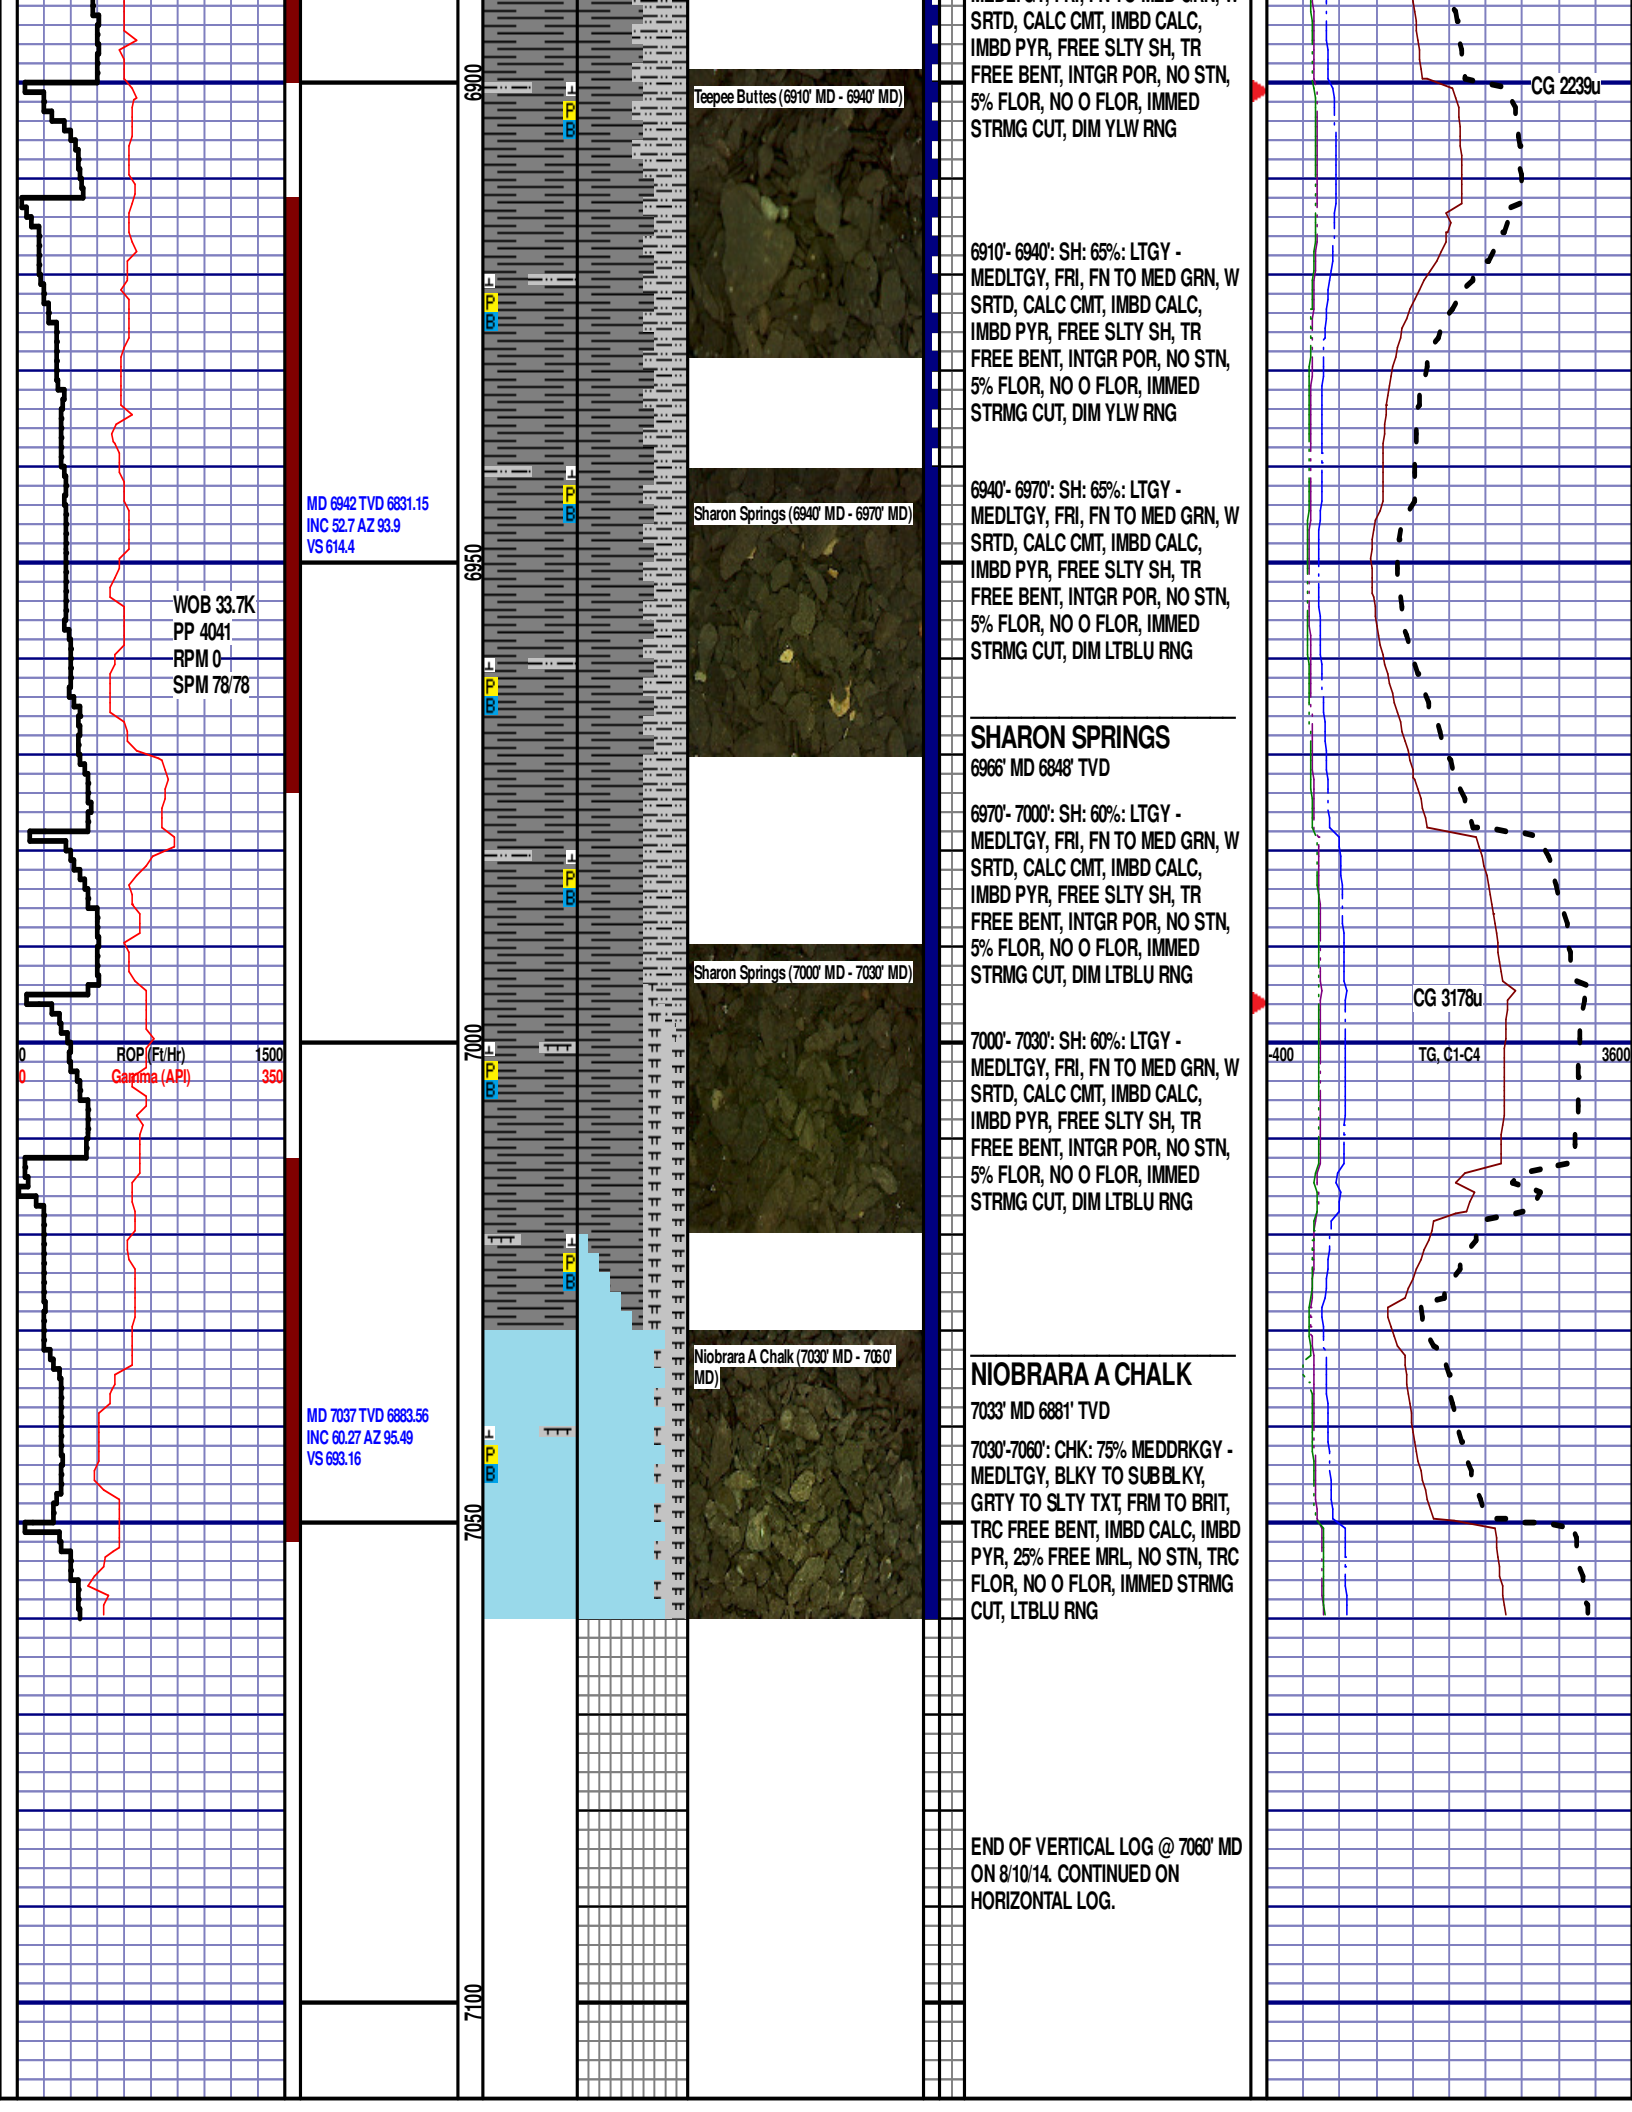 MEDLTGY, FRI, FN TO MED GRN, W
SRTD, CALC CMT, IMBD CALC,
IMBD PYR, FREE SLTY SH, TR
FREE BENT, INTGR POR, NO STN,
5% FLOR, NO O FLOR, IMMED
STRMG CUT, DIM YLW RNG
6900
CG 2239u
Teepee Buttes (6910' MD - 6940' MD)
P
B
6910'- 6940': SH: 65%: LTGY -
MEDLTGY, FRI, FN TO MED GRN, W
SRTD, CALC CMT, IMBD CALC,
IMBD PYR, FREE SLTY SH, TR
FREE BENT, INTGR POR, NO STN,
5% FLOR, NO O FLOR, IMMED
STRMG CUT, DIM YLW RNG
P
B
MD 6942 TVD 6831.15
INC 52.7 AZ 93.9
VS 614.4
P
B
Sharon Springs (6940' MD - 6970' MD)
6940'- 6970': SH: 65%: LTGY -
MEDLTGY, FRI, FN TO MED GRN, W
SRTD, CALC CMT, IMBD CALC,
IMBD PYR, FREE SLTY SH, TR
FREE BENT, INTGR POR, NO STN,
5% FLOR, NO O FLOR, IMMED
STRMG CUT, DIM LTBLU RNG
6950
WOB 33.7K
PP 4041
RPM 0
SPM 78/78
P
B
SHARON SPRINGS
6966' MD 6848' TVD
6970'- 7000': SH: 60%: LTGY -
MEDLTGY, FRI, FN TO MED GRN, W
SRTD, CALC CMT, IMBD CALC,
IMBD PYR, FREE SLTY SH, TR
FREE BENT, INTGR POR, NO STN,
5% FLOR, NO O FLOR, IMMED
STRMG CUT, DIM LTBLU RNG
P
B
Sharon Springs (7000' MD - 7030' MD)
CG 3178u
7000
0 ROP (Ft/Hr) 1500
0 Gamma (API) 350
-400 TG, C1-C4 3600
P
B
7000'- 7030': SH: 60%: LTGY -
MEDLTGY, FRI, FN TO MED GRN, W
SRTD, CALC CMT, IMBD CALC,
IMBD PYR, FREE SLTY SH, TR
FREE BENT, INTGR POR, NO STN,
5% FLOR, NO O FLOR, IMMED
STRMG CUT, DIM LTBLU RNG
P
B
Niobrara A Chalk (7030' MD - 7060'
MD)
NIOBRARA A CHALK
7033' MD 6881' TVD
MD 7037 TVD 6883.56
INC 60.27 AZ 95.49
VS 693.16
P
B
7030'-7060': CHK: 75% MEDDRKGY -
MEDLTGY, BLKY TO SUBBLKY,
GRTY TO SLTY TXT, FRM TO BRIT,
TRC FREE BENT, IMBD CALC, IMBD
PYR, 25% FREE MRL, NO STN, TRC
FLOR, NO O FLOR, IMMED STRMG
CUT, LTBLU RNG
7050
END OF VERTICAL LOG @ 7060' MD
ON 8/10/14. CONTINUED ON
HORIZONTAL LOG.
7100